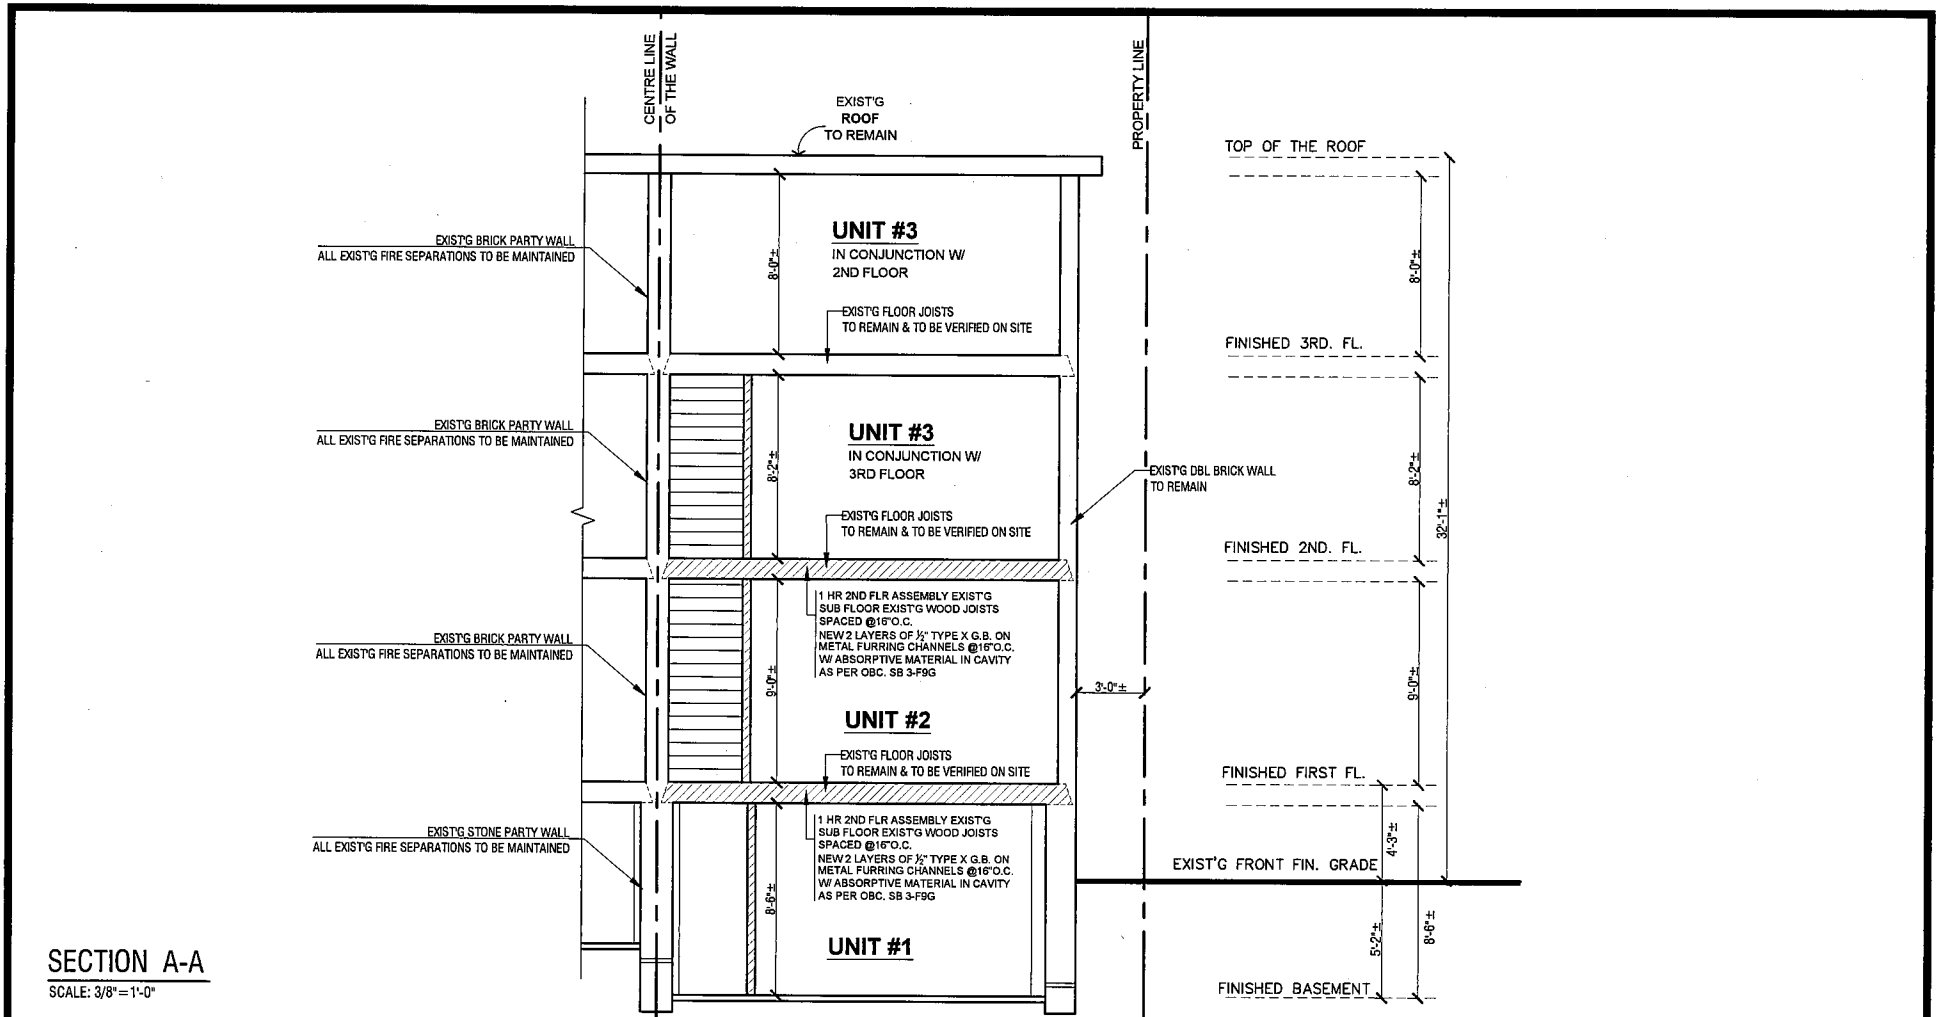 CENTRE LINE
OF THE WALL
PROPERTY LINE
EXIST'G
ROOF
TO REMAIN
TOP OF THE ROOF
UNIT #3
IN CONJUNCTION W/
2ND FLOOR
8'-0"±
8'-0"±
EXIST'G BRICK PARTY WALL
ALL EXIST'G FIRE SEPARATIONS TO BE MAINTAINED
EXIST'G FLOOR JOISTS
TO REMAIN & TO BE VERIFIED ON SITE
FINISHED 3RD. FL.
EXIST'G BRICK PARTY WALL
ALL EXIST'G FIRE SEPARATIONS TO BE MAINTAINED
UNIT #3
IN CONJUNCTION W/
3RD FLOOR
8'-2"±
8'-2"±
EXIST'G DBL BRICK WALL
TO REMAIN
32'-1"±
EXIST'G FLOOR JOISTS
TO REMAIN & TO BE VERIFIED ON SITE
FINISHED 2ND. FL.
1 HR 2ND FLR ASSEMBLY EXIST'G
SUB FLOOR EXIST'G WOOD JOISTS
SPACED @16"O.C.
NEW 2 LAYERS OF ½" TYPE X G.B. ON
METAL FURRING CHANNELS @16"O.C.
W/ ABSORPTIVE MATERIAL IN CAVITY
AS PER OBC. SB 3-F9G
EXIST'G BRICK PARTY WALL
ALL EXIST'G FIRE SEPARATIONS TO BE MAINTAINED
9'-0"±
3'-0"±
9'-0"±
UNIT #2
EXIST'G FLOOR JOISTS
TO REMAIN & TO BE VERIFIED ON SITE
FINISHED FIRST FL.
1 HR 2ND FLR ASSEMBLY EXIST'G
SUB FLOOR EXIST'G WOOD JOISTS
SPACED @16"O.C.
NEW 2 LAYERS OF ½" TYPE X G.B. ON
METAL FURRING CHANNELS @16"O.C.
W/ ABSORPTIVE MATERIAL IN CAVITY
AS PER OBC. SB 3-F9G
EXIST'G STONE PARTY WALL
ALL EXIST'G FIRE SEPARATIONS TO BE MAINTAINED
4'-3"±
EXIST'G FRONT FIN. GRADE
8'-6"±
5'-2"±
8'-6"±
UNIT #1
FINISHED BASEMENT
SECTION A-A
SCALE: 3/8"=1'-0"